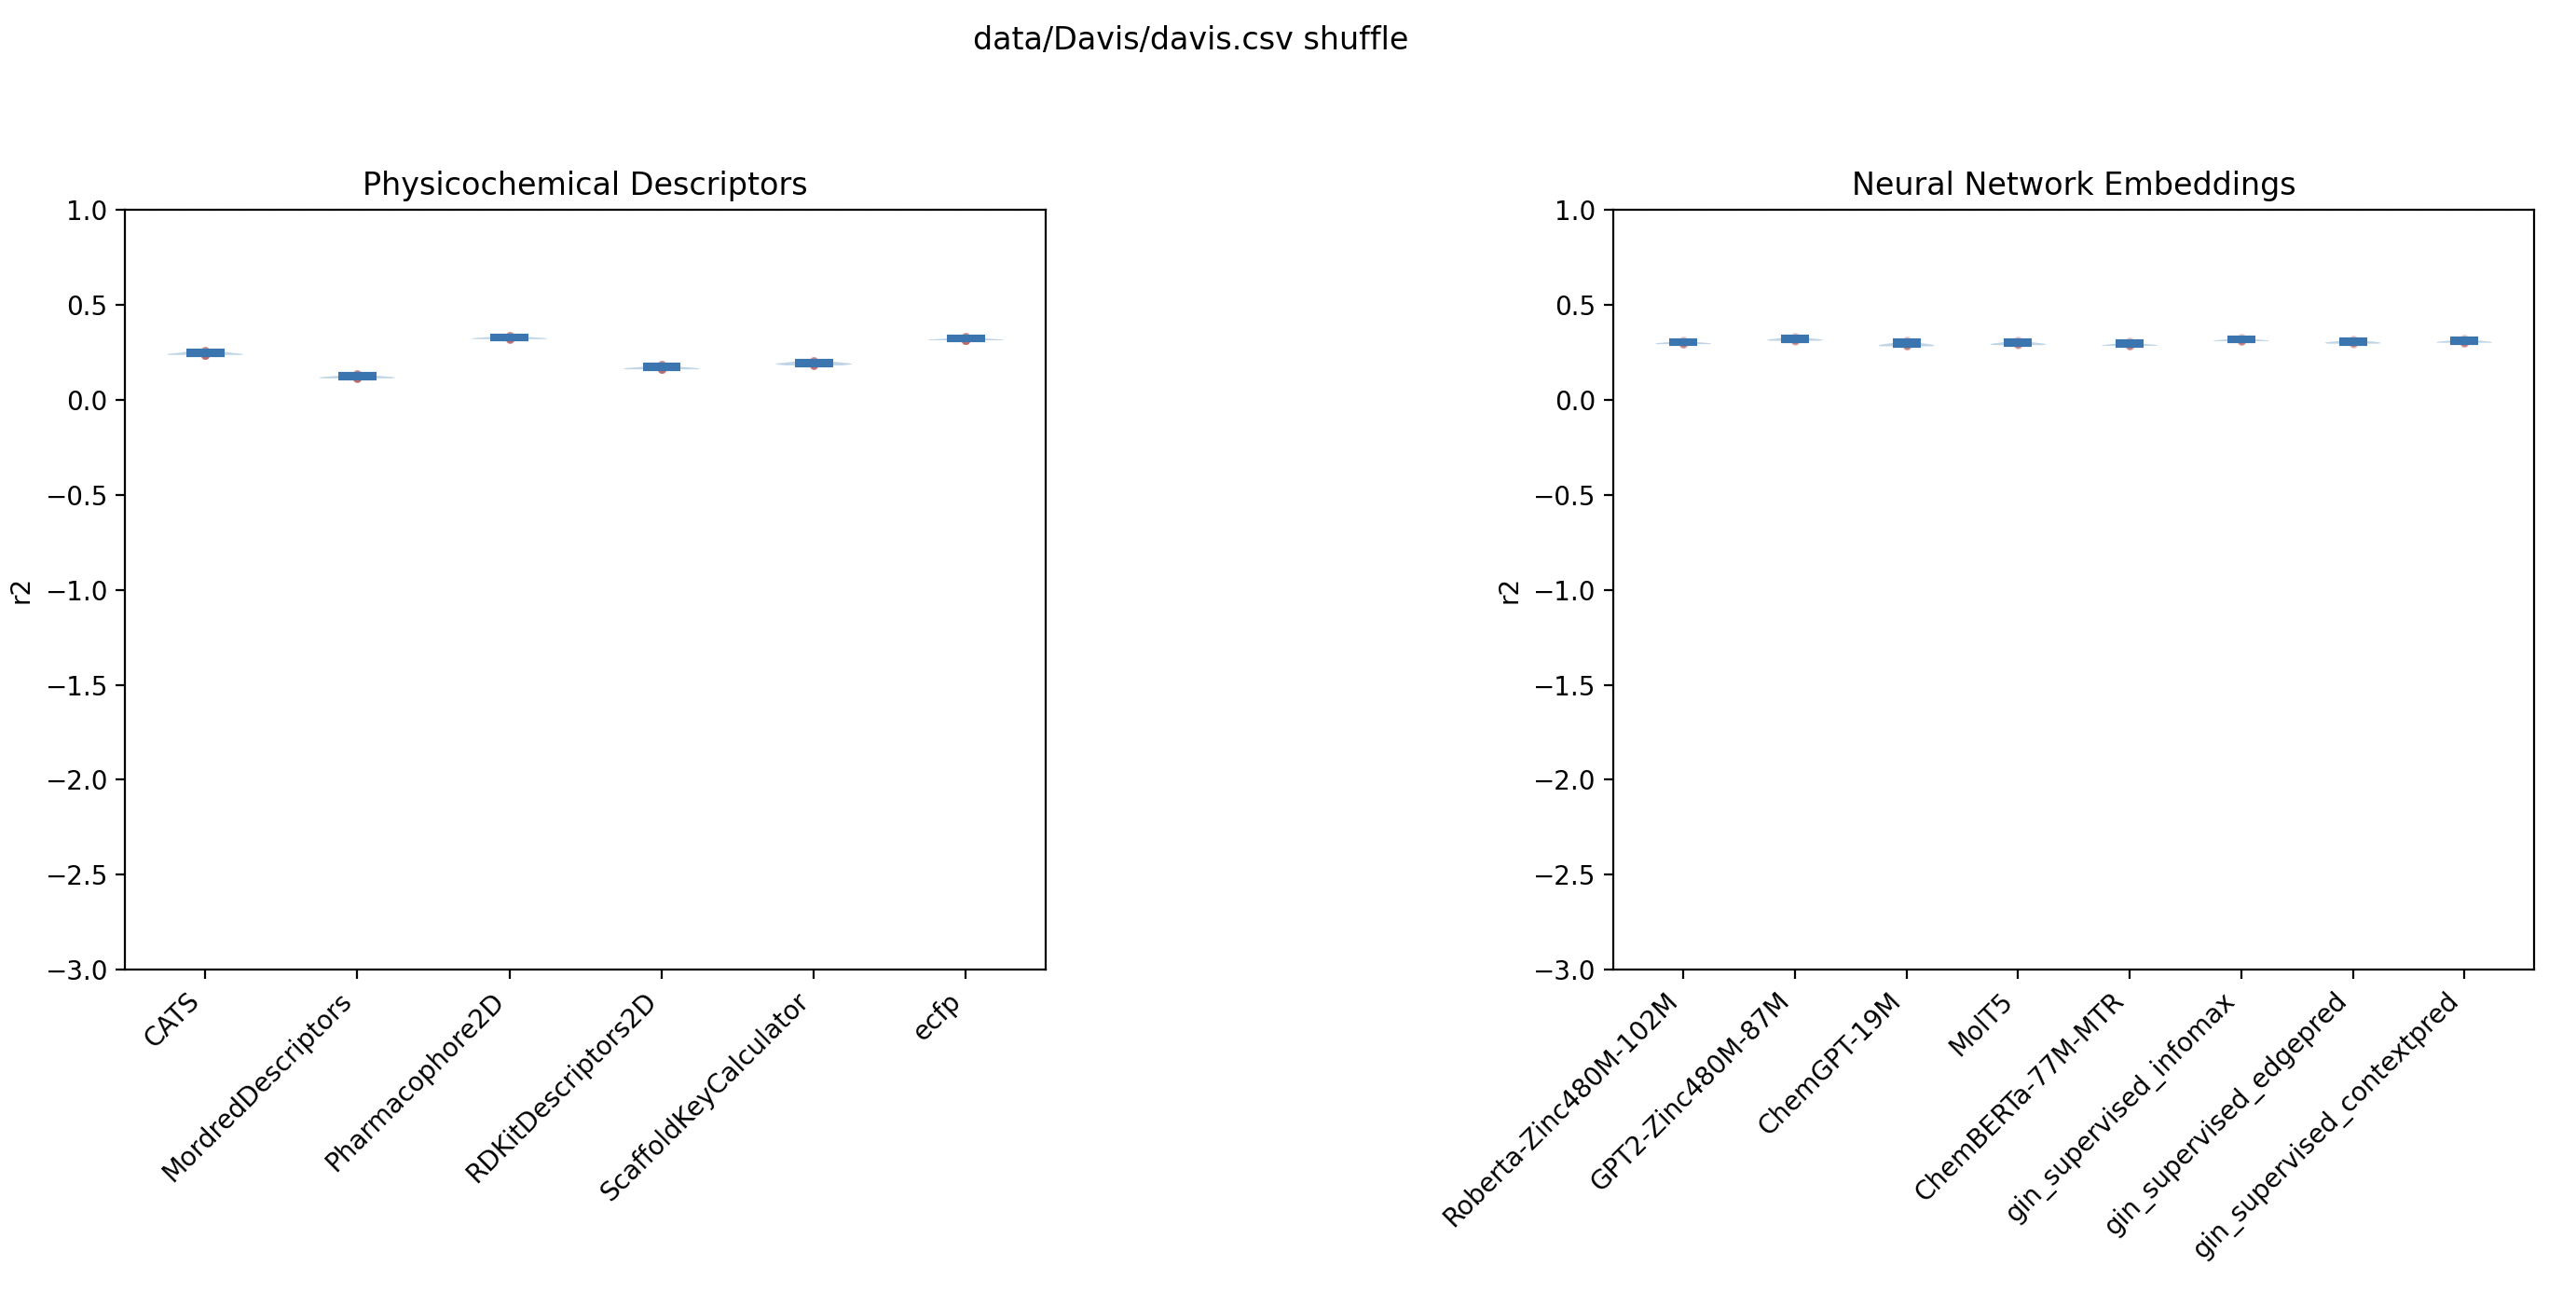 data/Davis/davis.csv shuffle
Physicochemical Descriptors
1.0
0.5
0.0
−0.5
−1.0
−1.5
−2.0
−2.5
−3.0
r2
CATS
MordredDescriptors
Pharmacophore2D
RDKitDescriptors2D
ScaffoldKeyCalculator
ecfp
Neural Network Embeddings
1.0
0.5
0.0
−0.5
−1.0
−1.5
−2.0
−2.5
−3.0
r2
Roberta-Zinc480M-102M
GPT2-Zinc480M-87M
ChemGPT-19M
MolT5
ChemBERTa-77M-MTR
gin_supervised_infomax
gin_supervised_edgepred
gin_supervised_contextpred